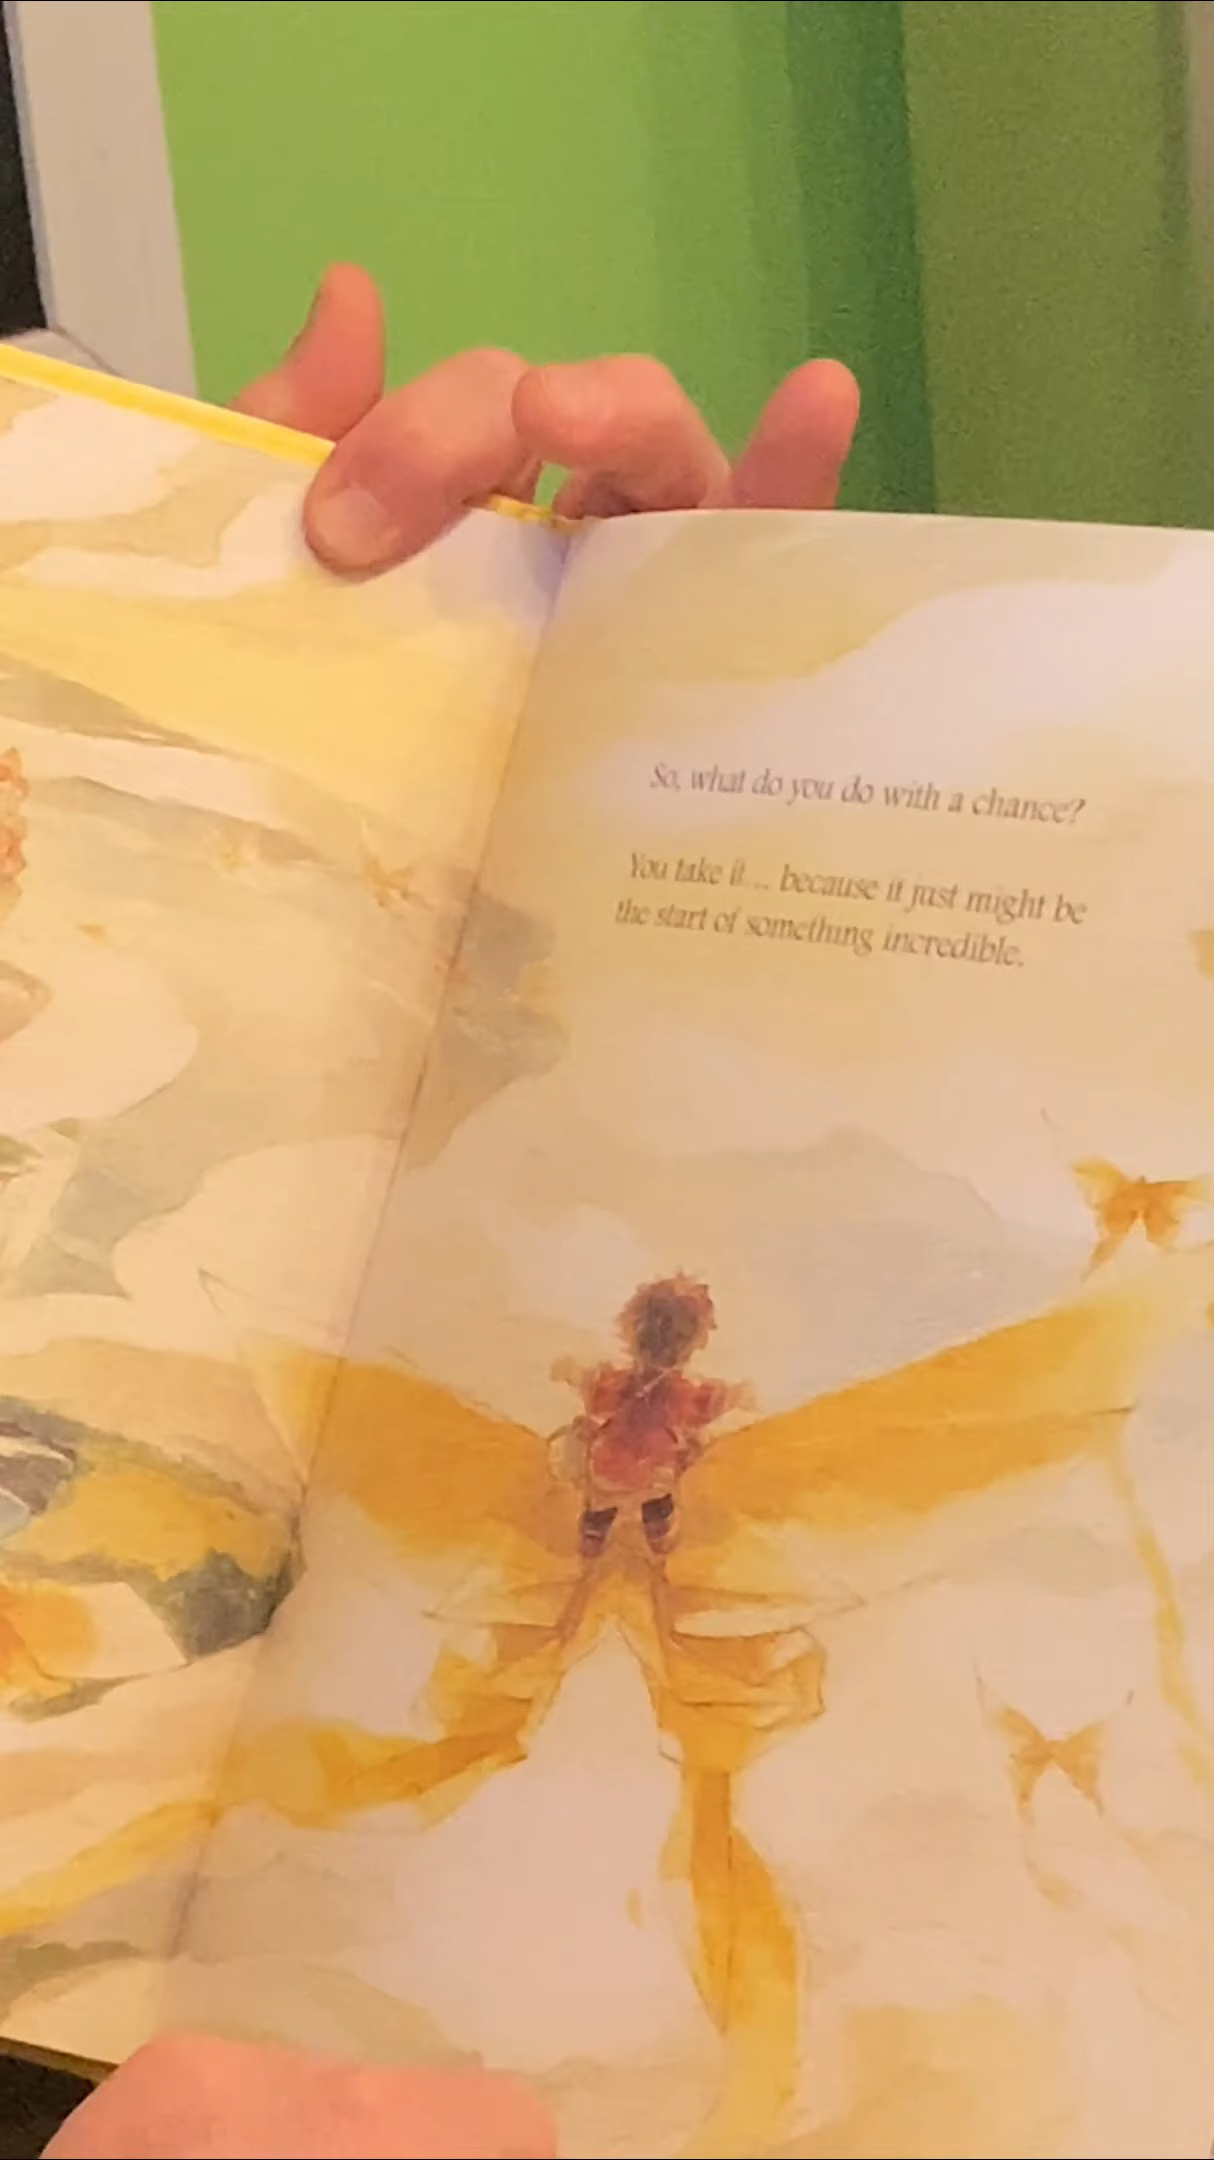 So, what do you do with a chance?
You take it... because it just might be
the start of something incredible.